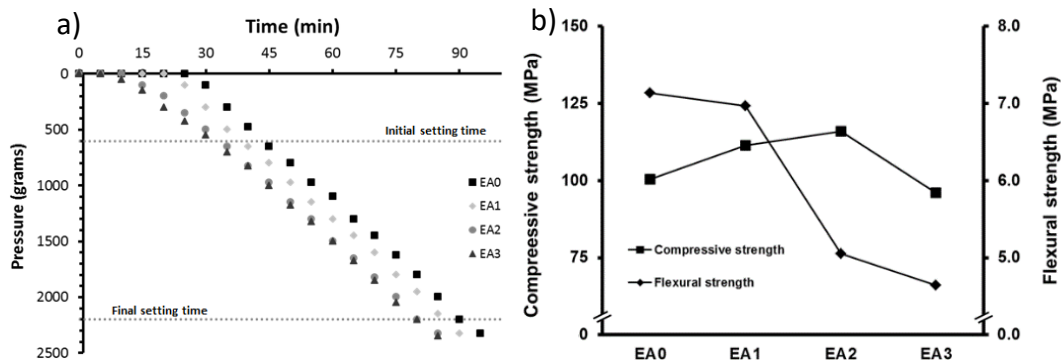 a)
Time (min)
0 15 30 45 60 75 90
Pressure (grams)
0
500
1000
1500
2000
2500
Initial setting time
EA0
EA1
EA2
EA3
Final setting time
b)
Compreessive strength (MPa)
150
125
100
75
0
Flexural strength (MPa)
8.0
7.0
6.0
5.0
0.0
Compressive strength
Flexural strength
EA0 EA1 EA2 EA3